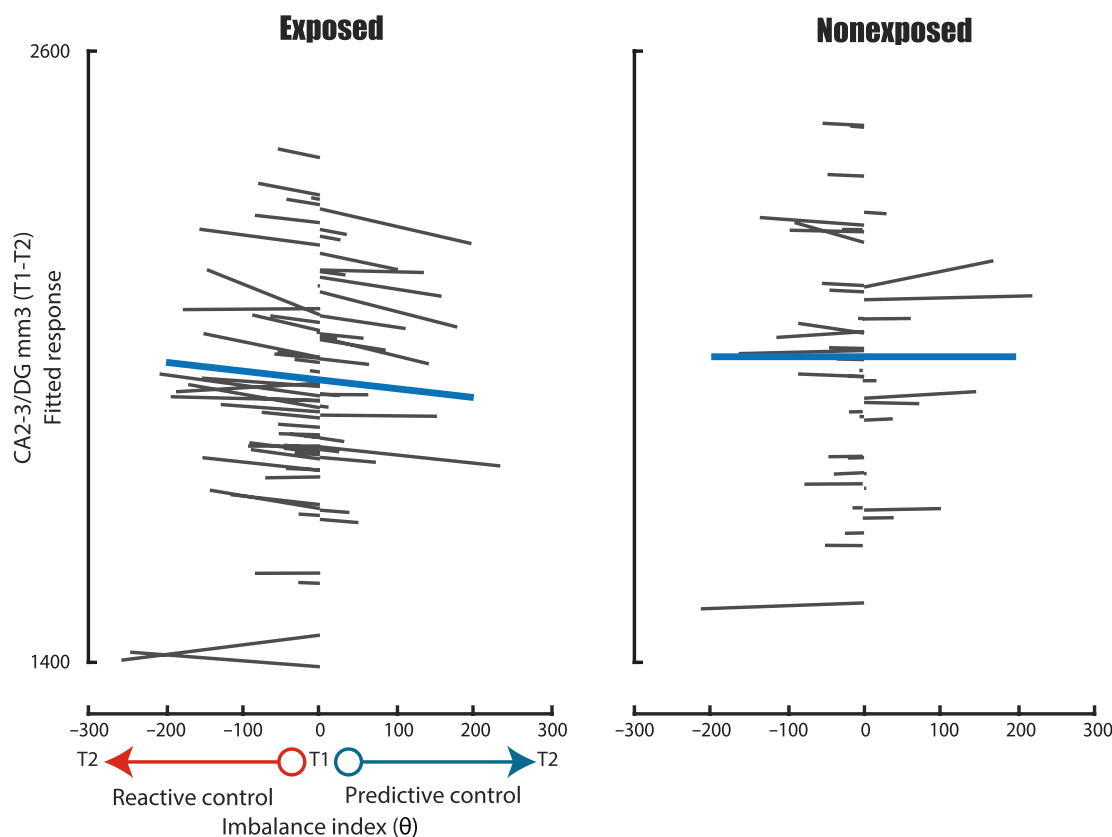 Exposed
Nonexposed
2600
1400
CA2-3/DG mm3 (T1-T2)
Fitted response
−300 −200 −100 0 100 200 300
−300 −200 −100 0 100 200 300
T2 T1 T2
Reactive control Predictive control
Imbalance index (θ)